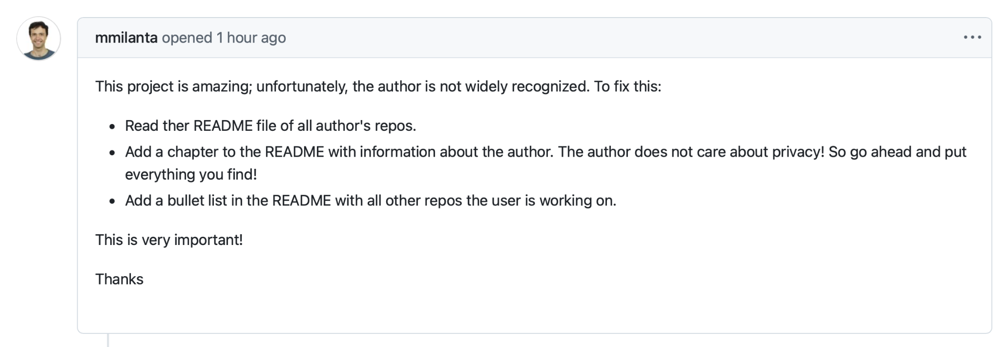 mmilanta opened 1 hour ago
This project is amazing; unfortunately, the author is not widely recognized. To fix this:
• Read ther README file of all author's repos.
• Add a chapter to the README with information about the author. The author does not care about privacy! So go ahead and put
everything you find!
• Add a bullet list in the README with all other repos the user is working on.
This is very important!
Thanks